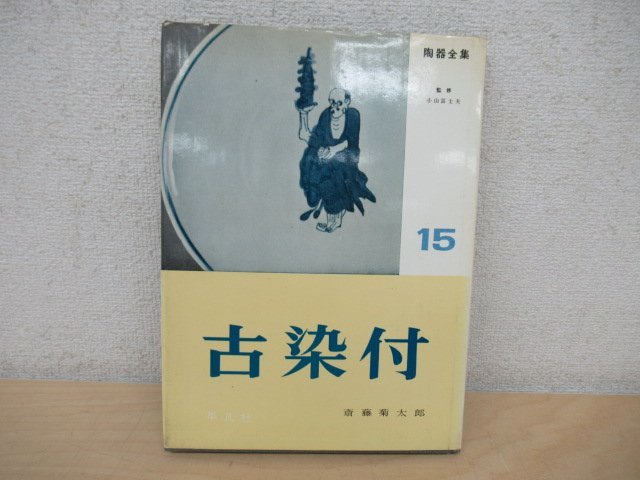 陶器全集
監修
小山冨士夫
15
古染付
平凡社
斎藤菊太郎